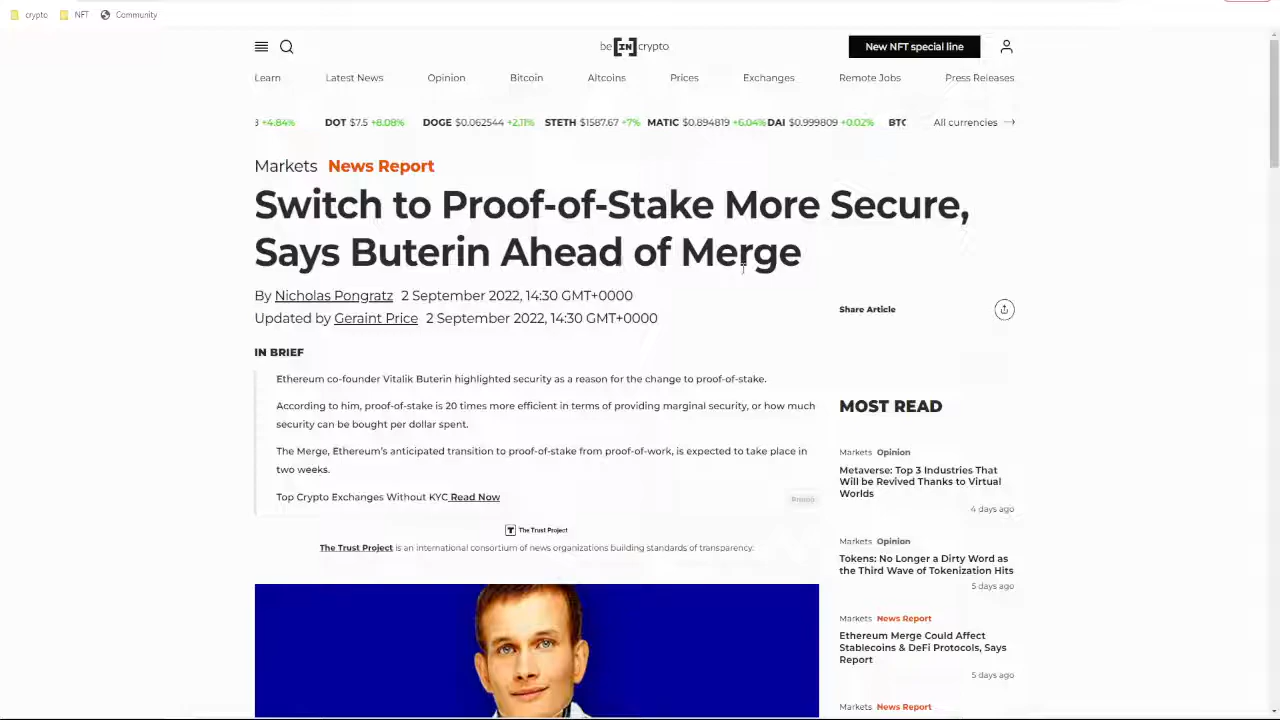 crypto NFT Community
be IN crypto
New NFT special line
Learn Latest News Opinion Bitcoin Altcoins Prices Exchanges Remote Jobs Press Releases
+4.84% DOT $7.5 +8.08% DOGE $0.062544 +2.11% STETH $1587.67 +7% MATIC $0.894819 +6.04% DAI $0.999809 +0.02% BTC All currencies
Markets News Report
Switch to Proof-of-Stake More Secure,
Says Buterin Ahead of Merge
By Nicholas Pongratz 2 September 2022, 14:30 GMT+0000
Updated by Geraint Price 2 September 2022, 14:30 GMT+0000
Share Article
IN BRIEF
Ethereum co-founder Vitalik Buterin highlighted security as a reason for the change to proof-of-stake.
According to him, proof-of-stake is 20 times more efficient in terms of providing marginal security, or how much
security can be bought per dollar spent.
The Merge, Ethereum's anticipated transition to proof-of-stake from proof-of-work, is expected to take place in
two weeks.
Top Crypto Exchanges Without KYC Read Now
Promo
The Trust Project
The Trust Project is an international consortium of news organizations building standards of transparency.
MOST READ
Markets Opinion
Metaverse: Top 3 Industries That
Will be Revived Thanks to Virtual
Worlds
4 days ago
Markets Opinion
Tokens: No Longer a Dirty Word as
the Third Wave of Tokenization Hits
5 days ago
Markets News Report
Ethereum Merge Could Affect
Stablecoins & DeFi Protocols, Says
Report
5 days ago
Markets News Report